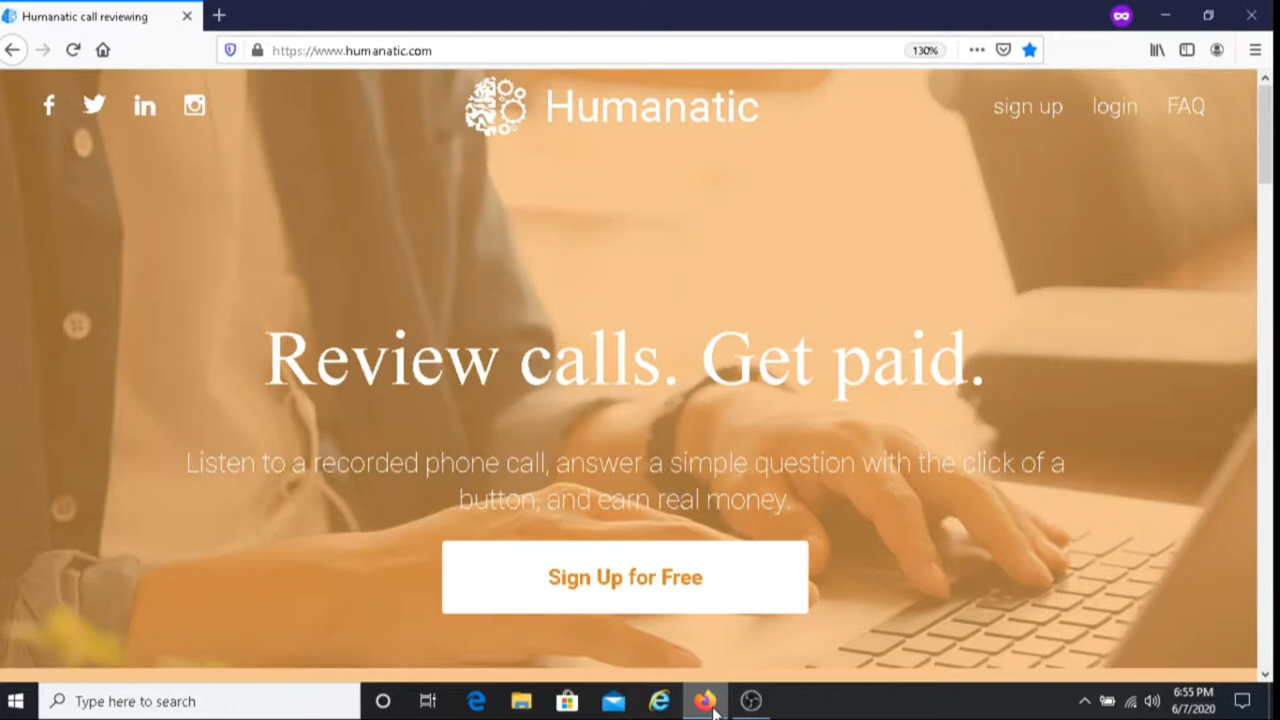 Humanatic call reviewing
https://www.humanatic.com
130%
Humanatic
sign up
login
FAQ
Review calls. Get paid.
Listen to a recorded phone call, answer a simple question with the click of a
button, and earn real money.
Sign Up for Free
Type here to search
6:55 PM
6/7/2020